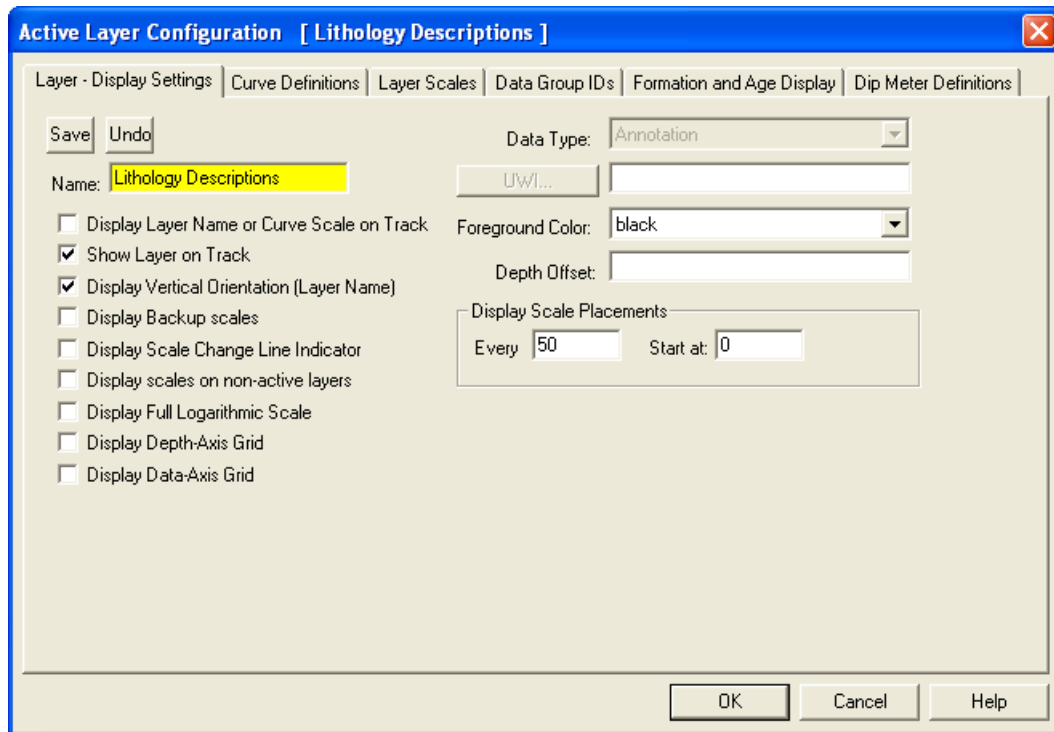 Active Layer Configuration [ Lithology Descriptions ]
Layer - Display Settings Curve Definitions Layer Scales Data Group IDs Formation and Age Display Dip Meter Definitions
Save Undo
Name: Lithology Descriptions
Display Layer Name or Curve Scale on Track
Show Layer on Track
Display Vertical Orientation (Layer Name)
Display Backup scales
Display Scale Change Line Indicator
Display scales on non-active layers
Display Full Logarithmic Scale
Display Depth-Axis Grid
Display Data-Axis Grid
Data Type: Annotation
UWI...
Foreground Color: black
Depth Offset:
Display Scale Placements
Every 50 Start at: 0
OK Cancel Help